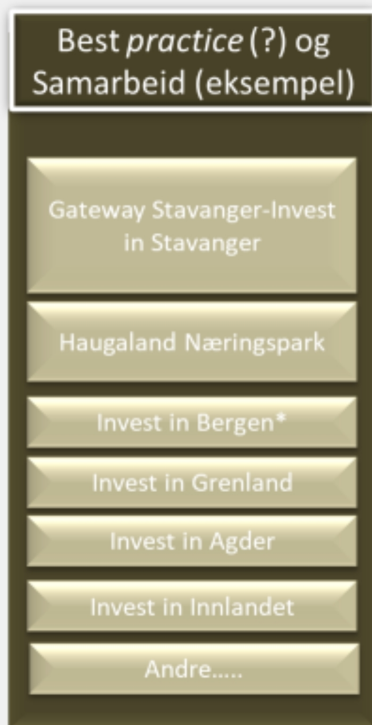 Best practice (?) og
Samarbeid (eksempel)
Gateway Stavanger-Invest
in Stavanger
Haugaland Næringspark
Invest in Bergen*
Invest in Grenland
Invest in Agder
Invest in Innlandet
Andre.....